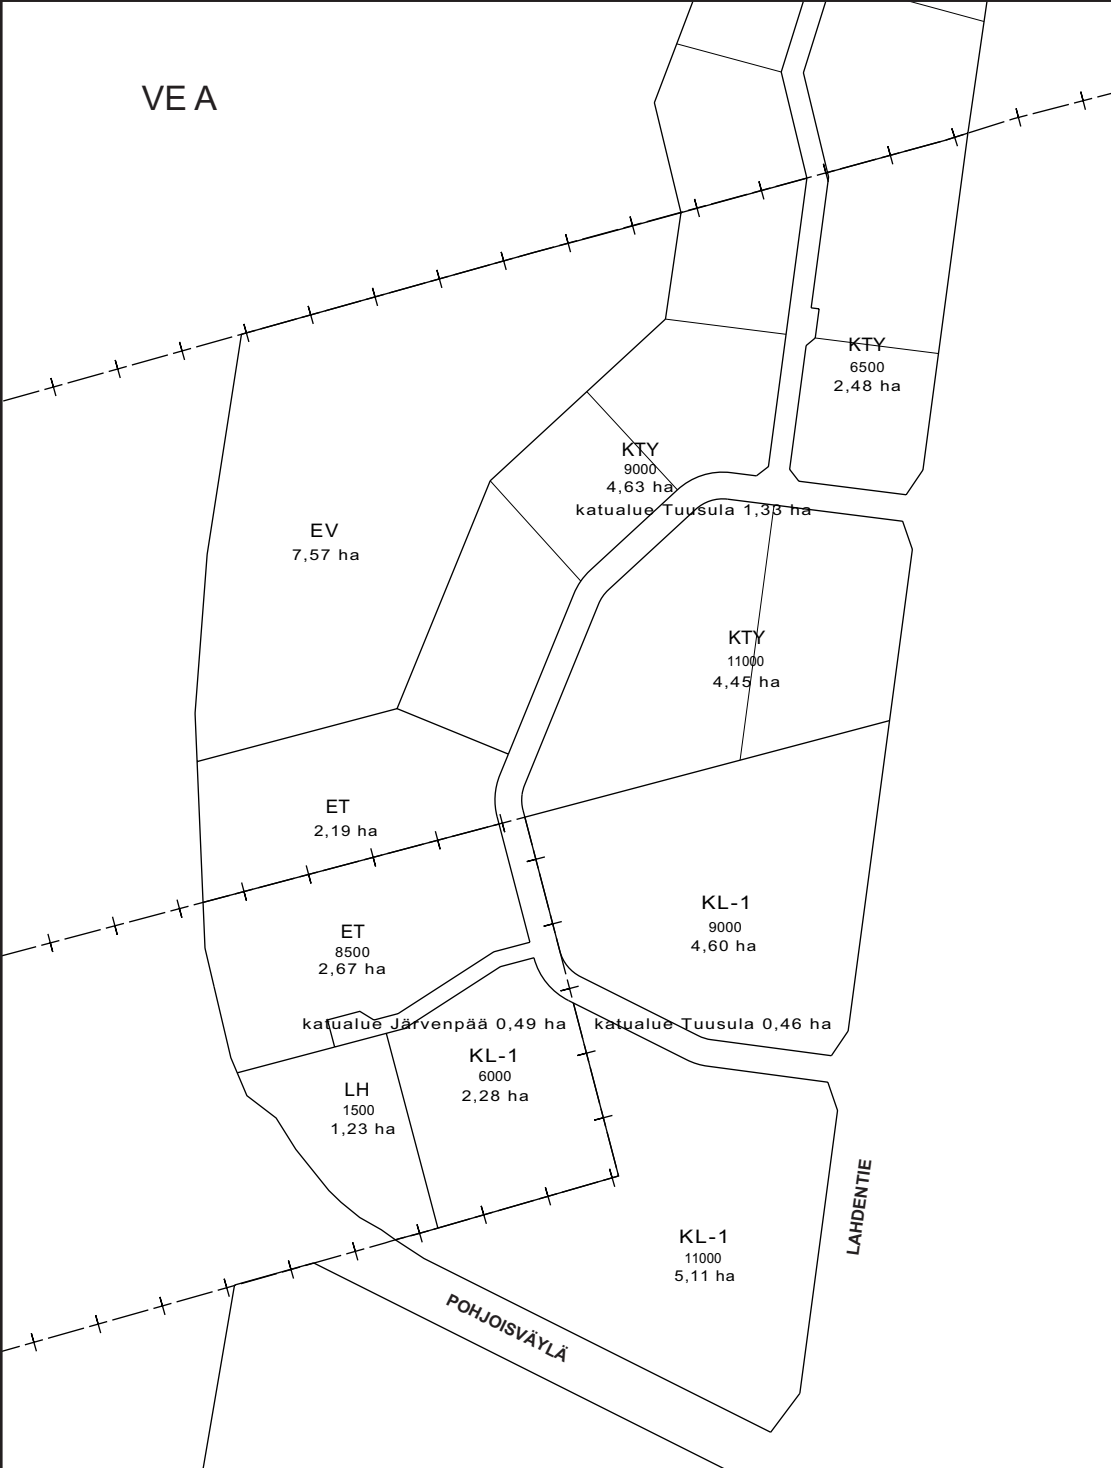 VE A
KTY
6500
2,48 ha
KTY
9000
4,63 ha
katualue Tuusula 1,33 ha
EV
7,57 ha
KTY
11000
4,45 ha
ET
2,19 ha
KL-1
9000
4,60 ha
ET
8500
2,67 ha
katualue Järvenpää 0,49 ha
katualue Tuusula 0,46 ha
KL-1
6000
2,28 ha
LH
1500
1,23 ha
LAHDENTIE
KL-1
11000
5,11 ha
POHJOISVÄYLÄ